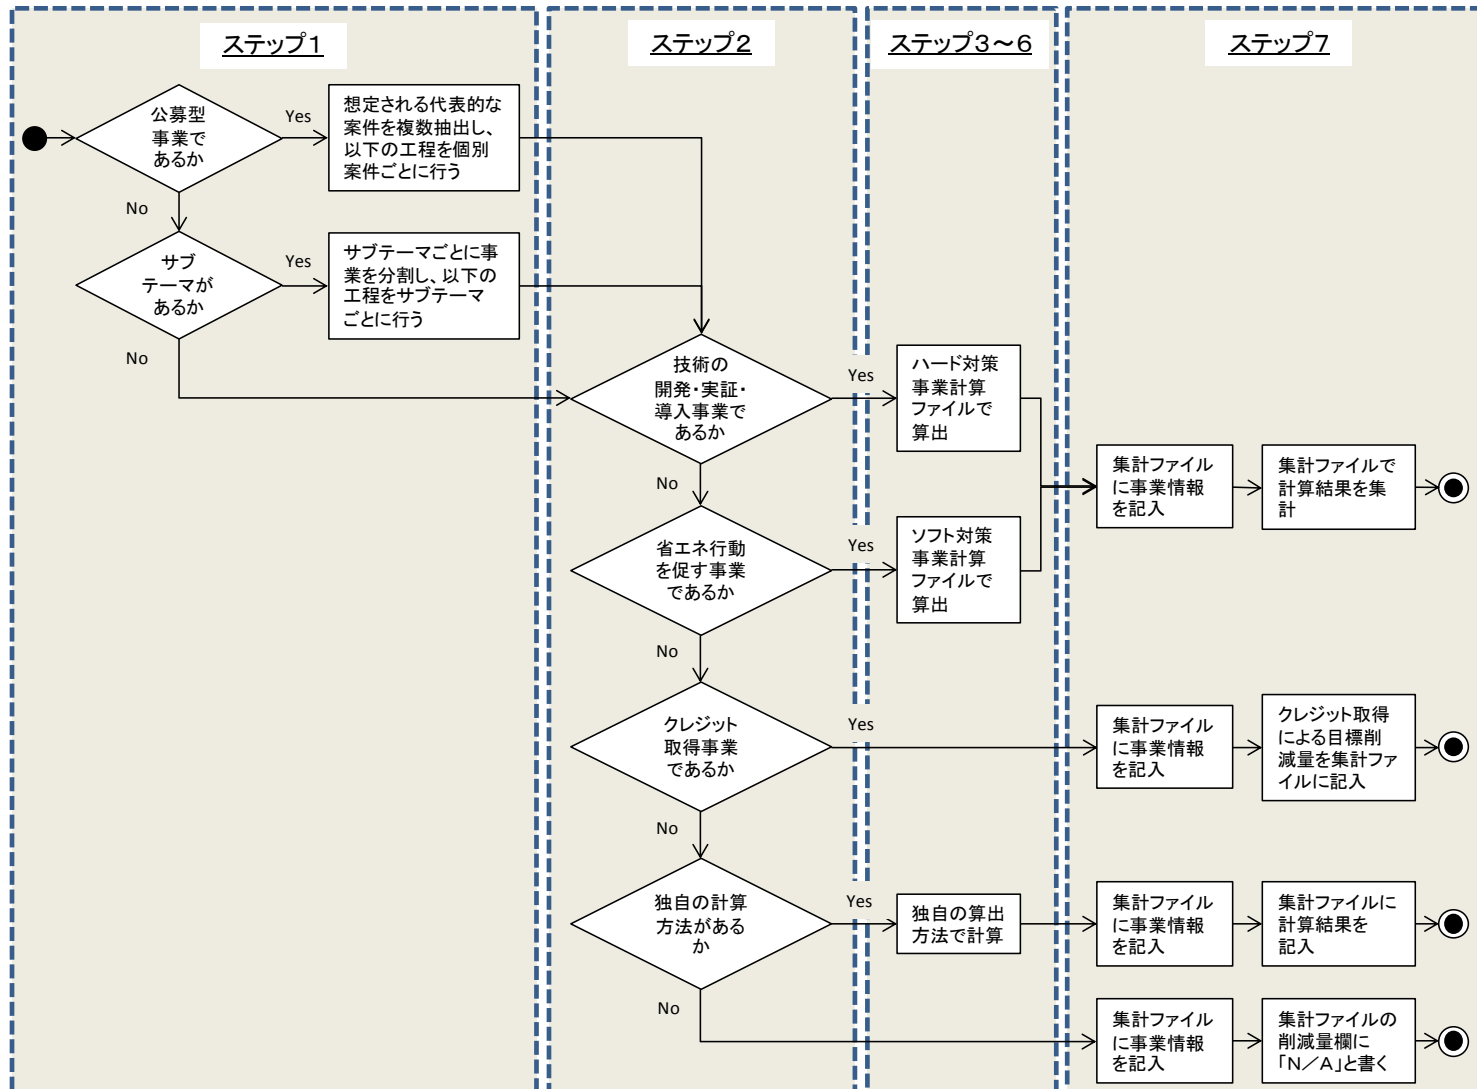 ステップ1
ステップ2
ステップ3～6
ステップ7
公募型
事業で
あるか
Yes
想定される代表的な
案件を複数抽出し、
以下の工程を個別
案件ごとに行う
No
サブ
テーマが
あるか
Yes
サブテーマごとに事
業を分割し、以下の
工程をサブテーマ
ごとに行う
No
技術の
開発・実証・
導入事業で
あるか
Yes
ハード対策
事業計算
ファイルで
算出
No
省エネ行動
を促す事業
であるか
Yes
ソフト対策
事業計算
ファイルで
算出
集計ファイル
に事業情報
を記入
集計ファイルで
計算結果を集
計
No
クレジット
取得事業
であるか
Yes
集計ファイル
に事業情報
を記入
クレジット取得
による目標削
減量を集計ファ
イルに記入
No
独自の計算
方法がある
か
Yes
独自の算出
方法で計算
集計ファイル
に事業情報
を記入
集計ファイルに
計算結果を
記入
No
集計ファイル
に事業情報
を記入
集計ファイルの
削減量欄に
「N／A」と書く